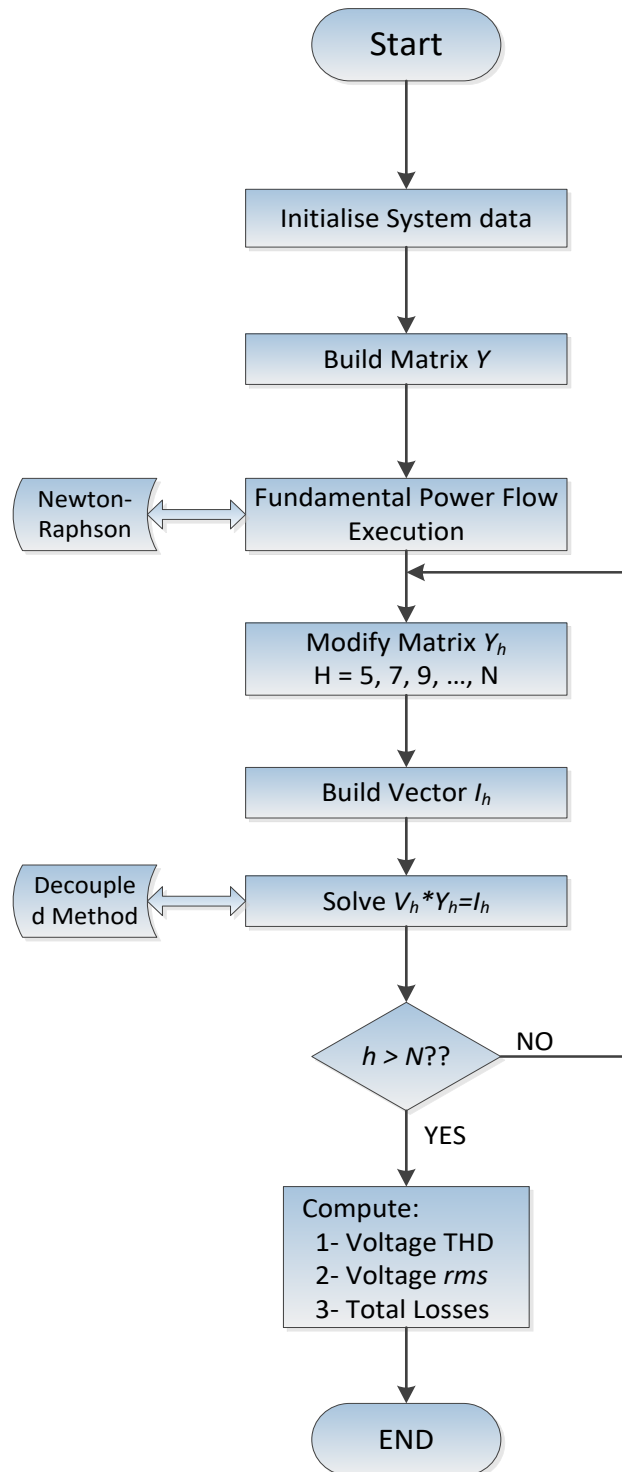 Start
Initialise System data
Build Matrix Y
Newton-
Raphson
Fundamental Power Flow
Execution
Modify Matrix Yh
H = 5, 7, 9, ..., N
Build Vector Ih
Decouple
d Method
Solve Vh*Yh=Ih
h > N??
NO
YES
Compute:
1- Voltage THD
2- Voltage rms
3- Total Losses
END